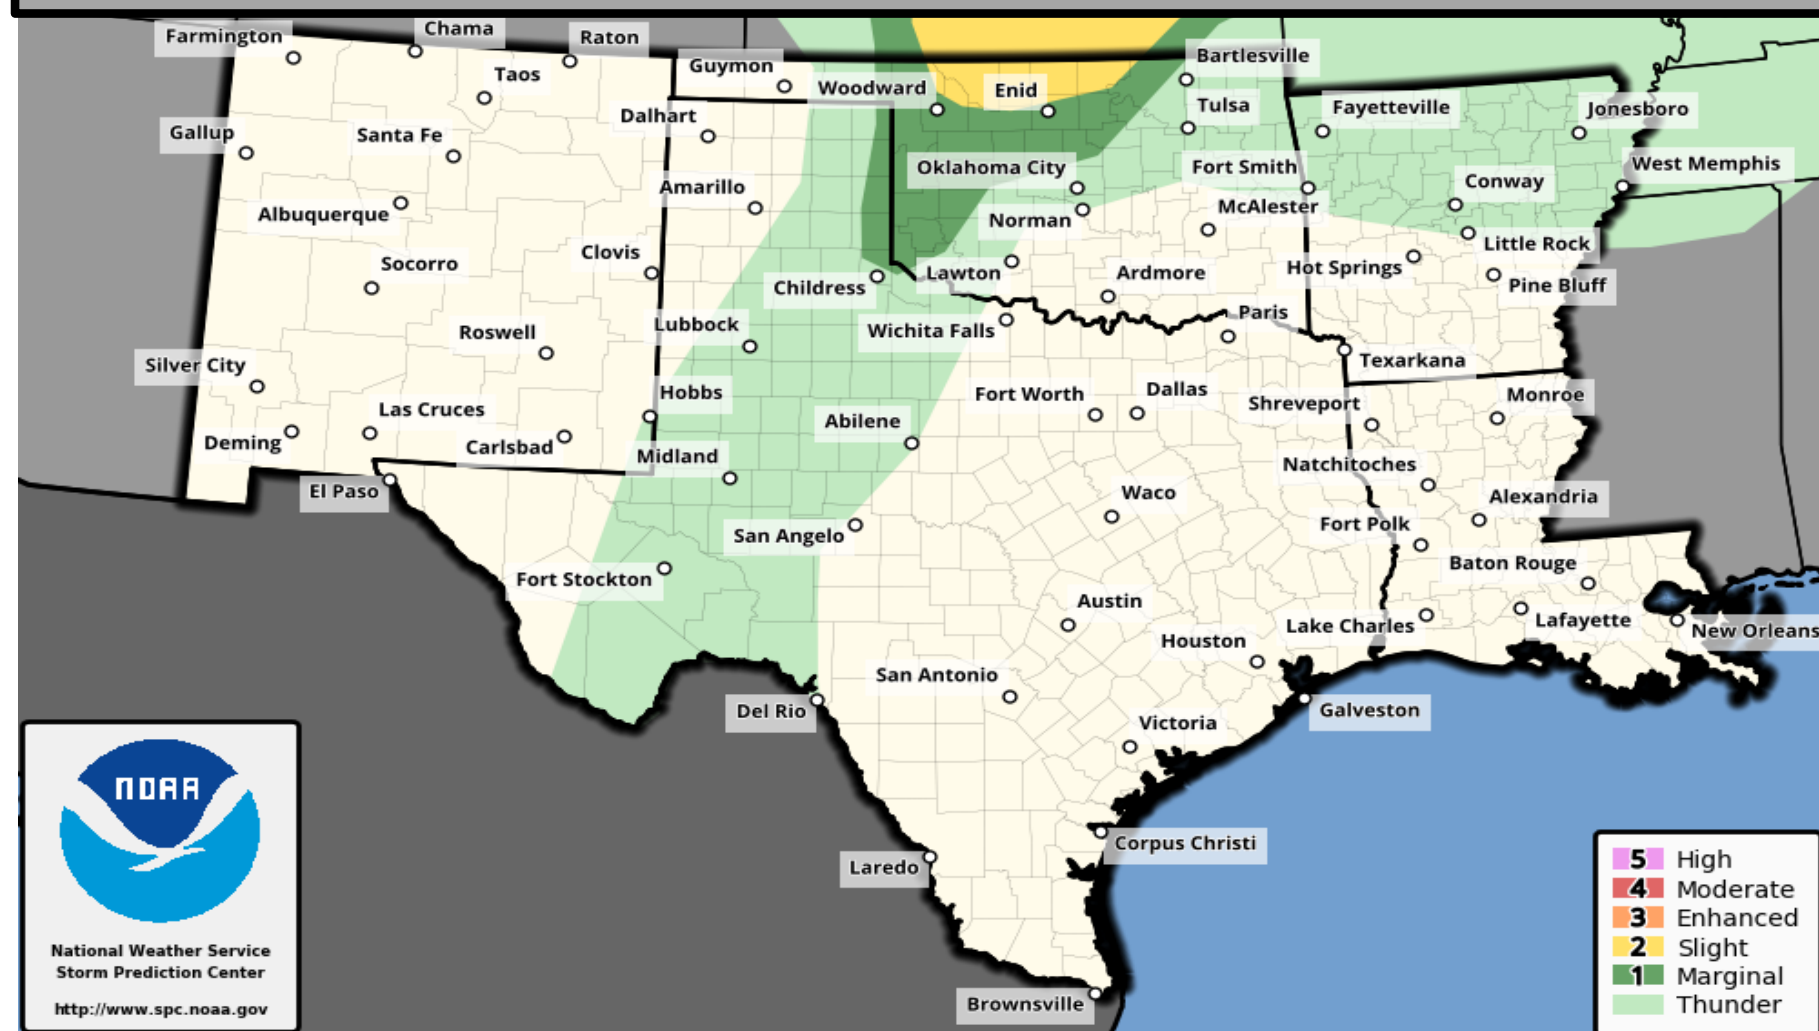 Farmington
Chama
Raton
Taos
Guymon
Woodward
Enid
Bartlesville
Tulsa
Fayetteville
Jonesboro
Gallup
Santa Fe
Dalhart
Oklahoma City
Fort Smith
Conway
West Memphis
Albuquerque
Amarillo
Norman
McAlester
Little Rock
Socorro
Clovis
Childress
Lawton
Ardmore
Hot Springs
Pine Bluff
Roswell
Lubbock
Wichita Falls
Paris
Texarkana
Silver City
Hobbs
Fort Worth
Dallas
Shreveport
Monroe
Las Cruces
Deming
Carlsbad
Midland
Abilene
Natchitoches
El Paso
San Angelo
Waco
Fort Polk
Alexandria
Fort Stockton
Baton Rouge
Austin
Houston
Lake Charles
Lafayette
New Orleans
San Antonio
Del Rio
Victoria
Galveston
Laredo
Corpus Christi
Brownsville
NOAA
National Weather Service
Storm Prediction Center
http://www.spc.noaa.gov
5 High
4 Moderate
3 Enhanced
2 Slight
1 Marginal
Thunder